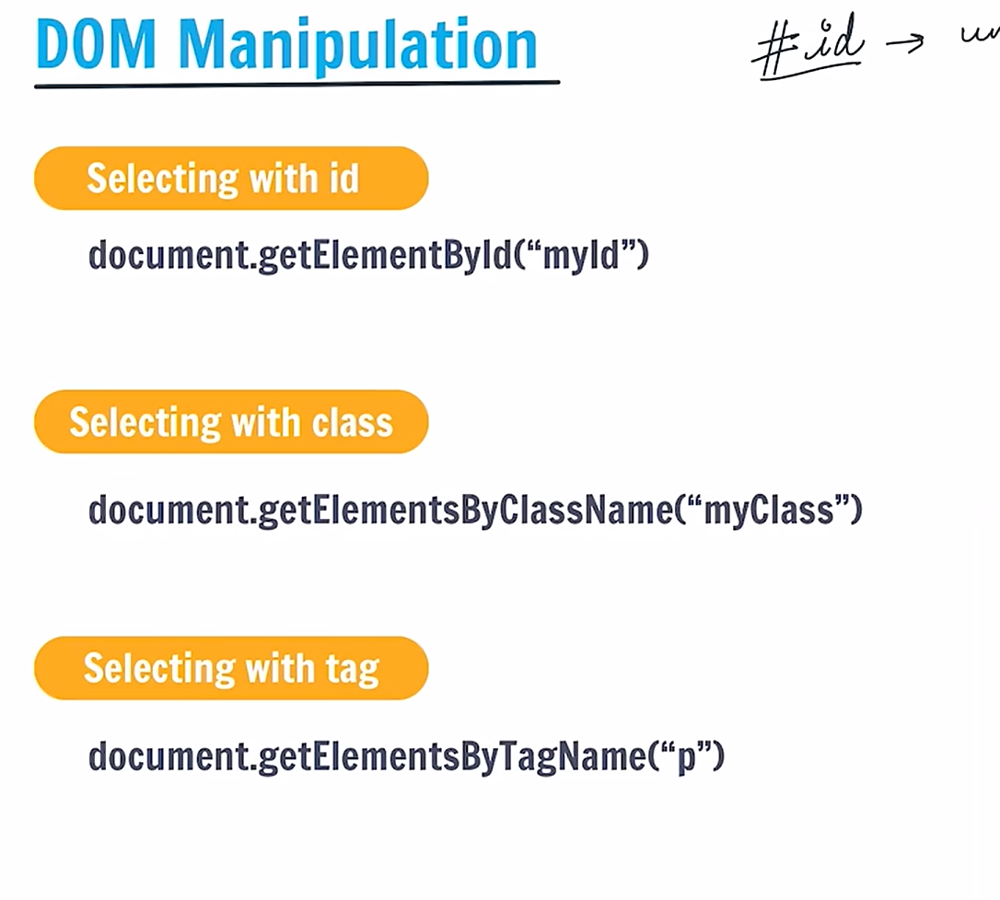 DOM Manipulation
#id →
Selecting with id
document.getElementById(“myId”)
Selecting with class
document.getElementsByClassName(“myClass”)
Selecting with tag
document.getElementsByTagName(“p”)